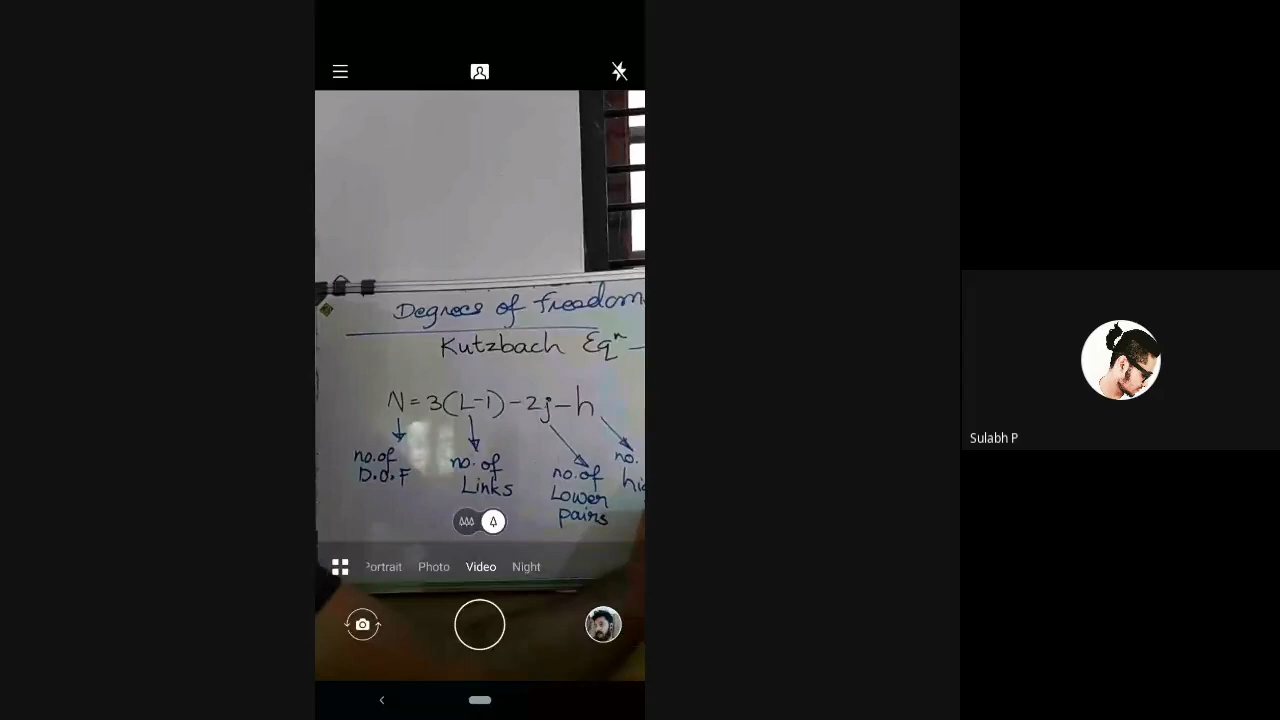 Degrees of freedom
Kutzbach Eqⁿ -
N = 3(L-1) - 2j - h
no. of
D.O.F
no. of
Links
no. of
Lower
pairs
no.
Portrait Photo Video Night
Sulabh P